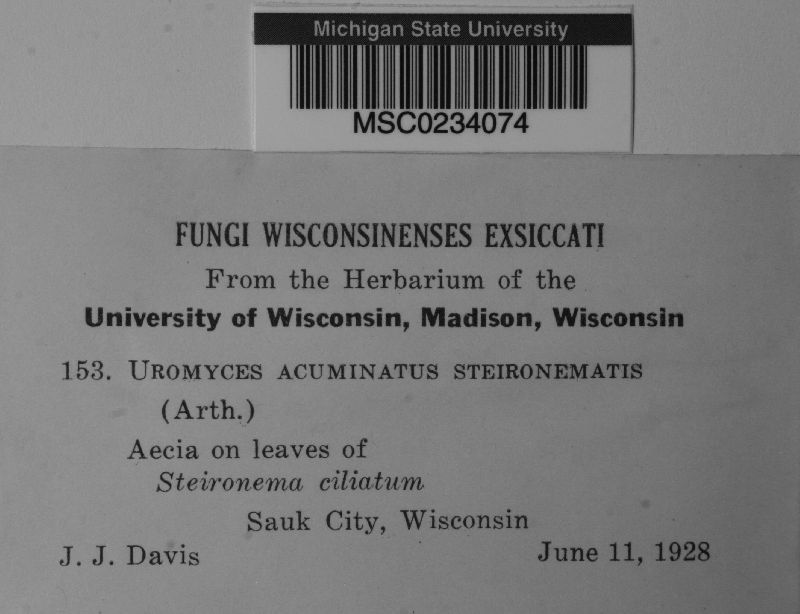 Michigan State University
MSC0234074
FUNGI WISCONSINENSES EXSICCATI
From the Herbarium of the
University of Wisconsin, Madison, Wisconsin
153. UROMYCES ACUMINATUS STEIRONEMATIS
(Arth.)
Aecia on leaves of
Steironema ciliatum
Sauk City, Wisconsin
J. J. Davis June 11, 1928